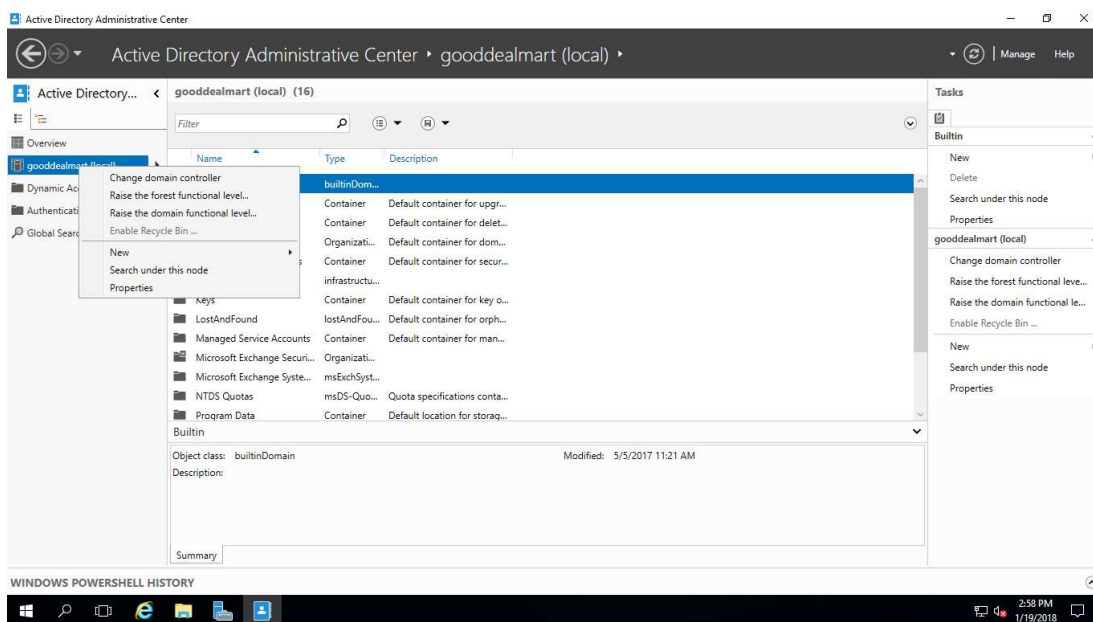 Active Directory Administrative Center
Active Directory Administrative Center • gooddealmart (local) •
Manage Help
Active Directory...
Overview
gooddealmart (local)
Dynamic Ac
Authenticati
Global Searc
Change domain controller
Raise the forest functional level...
Raise the domain functional level...
Enable Recycle Bin ...
New
Search under this node
Properties
gooddealmart (local) (16)
Filter
Name Type Description
builtinDom...
Container Default container for upgr...
Container Default container for delet...
Organizati... Default container for dom...
s Container Default container for secur...
infrastructu...
Keys Container Default container for key o...
LostAndFound lostAndFou... Default container for orph...
Managed Service Accounts Container Default container for man...
Microsoft Exchange Securi... Organizati...
Microsoft Exchange Syste... msExchSyst...
NTDS Quotas msDS-Quo... Quota specifications conta...
Program Data Container Default location for storag...
Builtin
Object class: builtinDomain Modified: 5/5/2017 11:21 AM
Description:
Summary
Tasks
Builtin
New
Delete
Search under this node
Properties
gooddealmart (local)
Change domain controller
Raise the forest functional leve...
Raise the domain functional le...
Enable Recycle Bin ...
New
Search under this node
Properties
WINDOWS POWERSHELL HISTORY
2:58 PM
1/19/2018